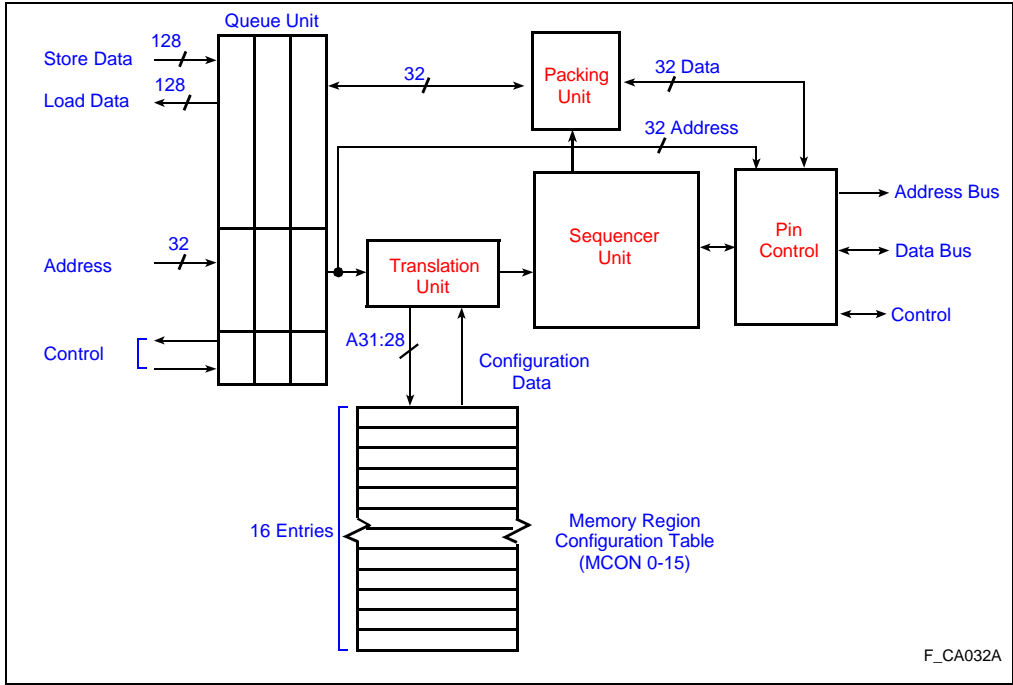 Queue Unit
128
Store Data
128
Load Data
32
Packing
Unit
32 Data
32 Address
32
Address
Translation
Unit
Sequencer
Unit
Pin
Control
Address Bus
Data Bus
Control
Control
A31:28
Configuration
Data
16 Entries
Memory Region
Configuration Table
(MCON 0-15)
F_CA032A